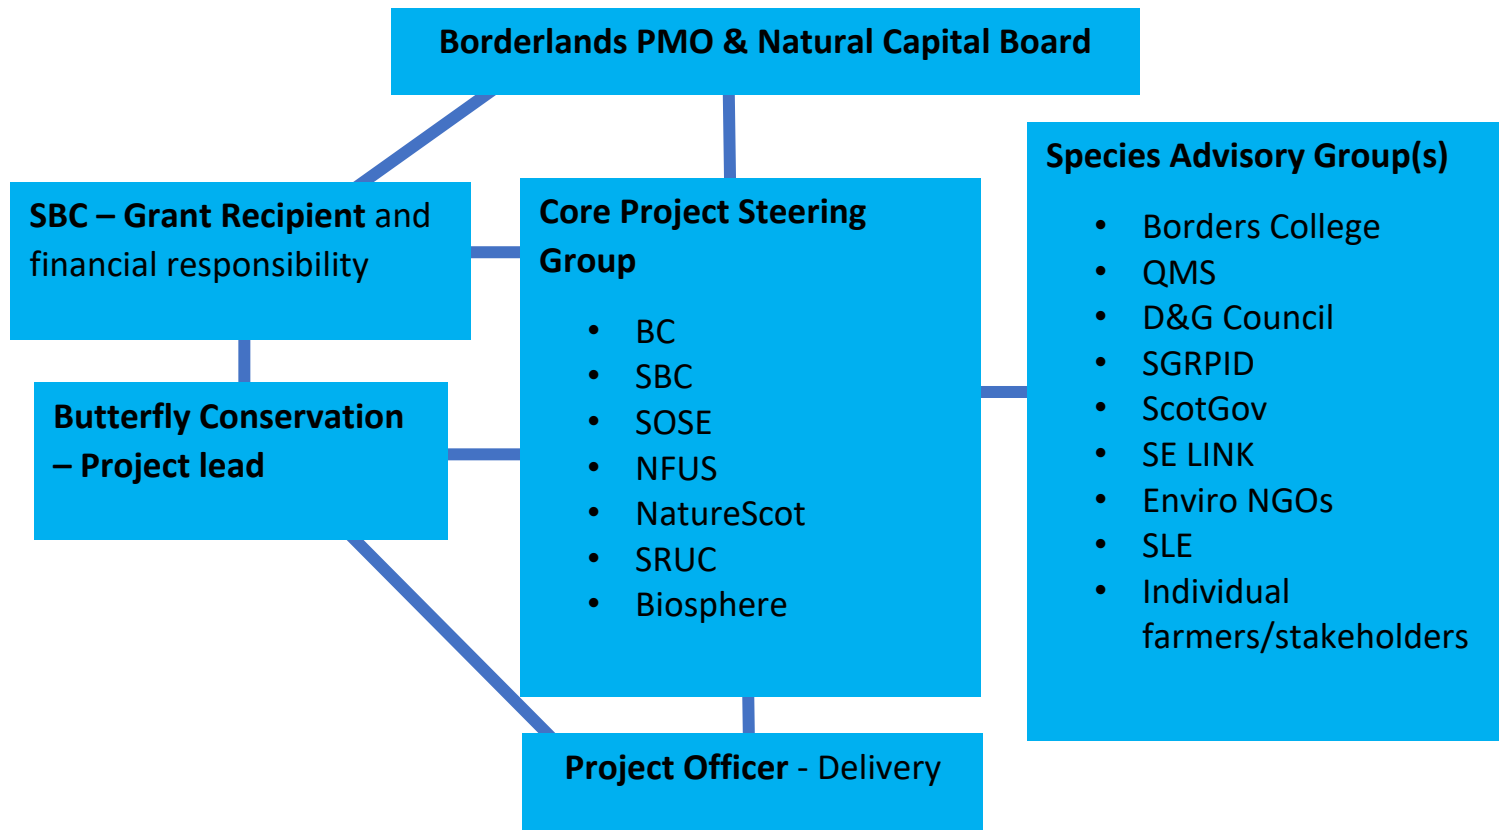 Borderlands PMO & Natural Capital Board
SBC – Grant Recipient and
financial responsibility
Butterfly Conservation
– Project lead
Core Project Steering
Group
• BC
• SBC
• SOSE
• NFUS
• NatureScot
• SRUC
• Biosphere
Species Advisory Group(s)
• Borders College
• QMS
• D&G Council
• SGRPID
• ScotGov
• SE LINK
• Enviro NGOs
• SLE
• Individual
farmers/stakeholders
Project Officer - Delivery